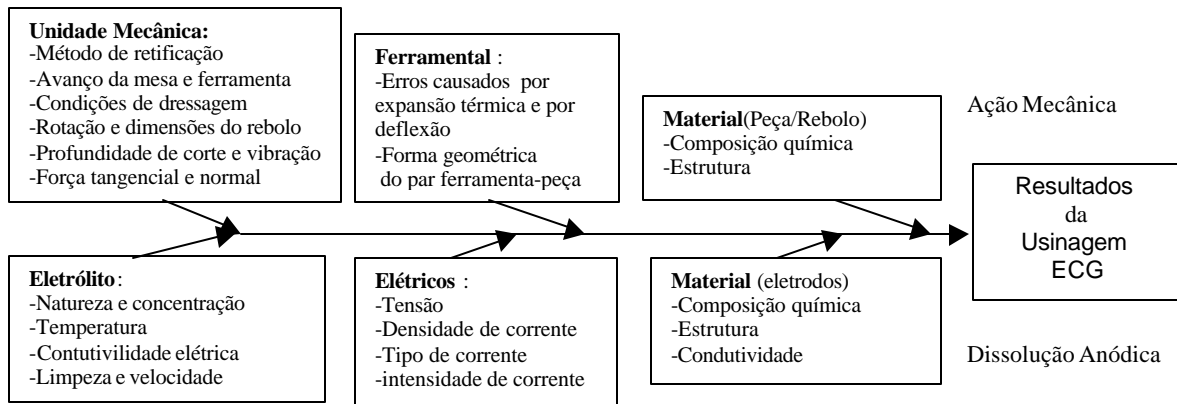 Unidade Mecânica:
-Método de retificação
-Avanço da mesa e ferramenta
-Condições de dressagem
-Rotação e dimensões do rebolo
-Profundidade de corte e vibração
-Força tangencial e normal
Ferramental :
-Erros causados por
expansão térmica e por
deflexão
-Forma geométrica
do par ferramenta-peça
Material(Peça/Rebolo)
-Composição química
-Estrutura
Ação Mecânica
Resultados
da
Usinagem
ECG
Eletrólito:
-Natureza e concentração
-Temperatura
-Contutivilidade elétrica
-Limpeza e velocidade
Elétricos :
-Tensão
-Densidade de corrente
-Tipo de corrente
-intensidade de corrente
Material (eletrodos)
-Composição química
-Estrutura
-Condutividade
Dissolução Anódica